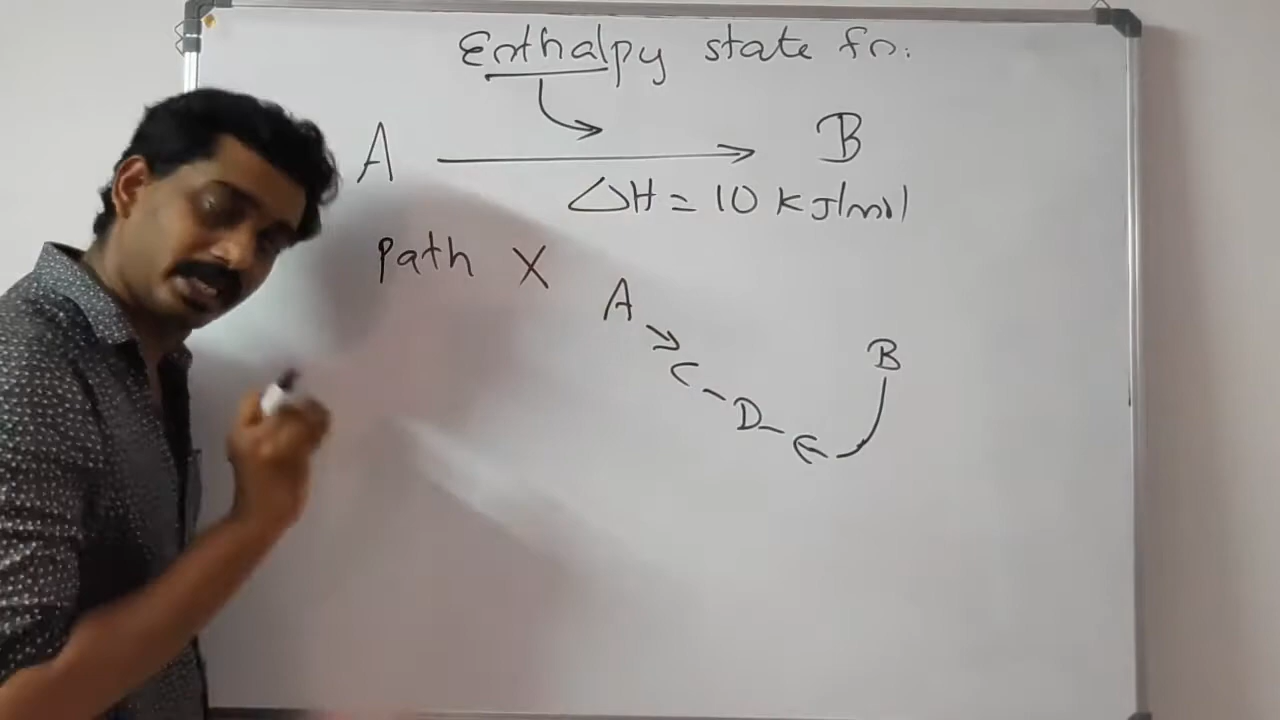 Enthalpy state fn.
A → B
ΔH = 10 KJ/mol
Path X
A
B
C
D
E